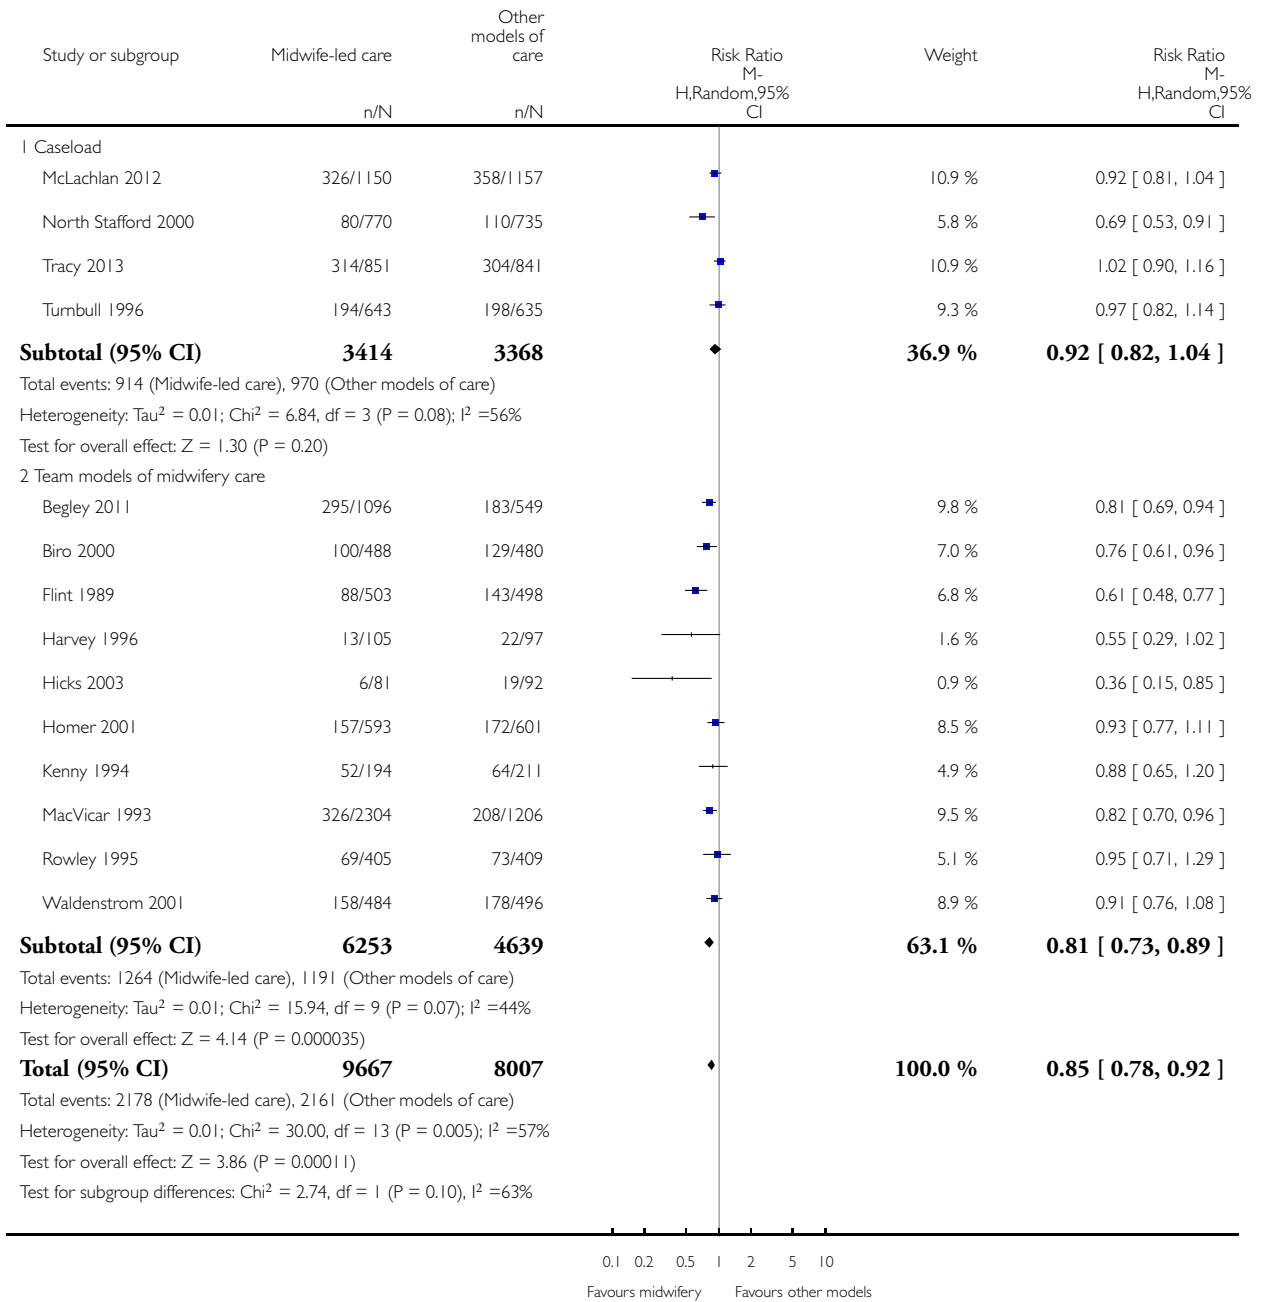 Study or subgroup Midwife-led care Other models of care Risk Ratio Weight Risk Ratio
M-H,Random,95% CI M-H,Random,95% CI
n/N n/N
1 Caseload
McLachlan 2012 326/1150 358/1157 10.9 % 0.92 [ 0.81, 1.04 ]
North Stafford 2000 80/770 110/735 5.8 % 0.69 [ 0.53, 0.91 ]
Tracy 2013 314/851 304/841 10.9 % 1.02 [ 0.90, 1.16 ]
Turnbull 1996 194/643 198/635 9.3 % 0.97 [ 0.82, 1.14 ]
Subtotal (95% CI) 3414 3368 36.9 % 0.92 [ 0.82, 1.04 ]
Total events: 914 (Midwife-led care), 970 (Other models of care)
Heterogeneity: Tau² = 0.01; Chi² = 6.84, df = 3 (P = 0.08); I² =56%
Test for overall effect: Z = 1.30 (P = 0.20)
2 Team models of midwifery care
Begley 2011 295/1096 183/549 9.8 % 0.81 [ 0.69, 0.94 ]
Biro 2000 100/488 129/480 7.0 % 0.76 [ 0.61, 0.96 ]
Flint 1989 88/503 143/498 6.8 % 0.61 [ 0.48, 0.77 ]
Harvey 1996 13/105 22/97 1.6 % 0.55 [ 0.29, 1.02 ]
Hicks 2003 6/81 19/92 0.9 % 0.36 [ 0.15, 0.85 ]
Homer 2001 157/593 172/601 8.5 % 0.93 [ 0.77, 1.11 ]
Kenny 1994 52/194 64/211 4.9 % 0.88 [ 0.65, 1.20 ]
MacVicar 1993 326/2304 208/1206 9.5 % 0.82 [ 0.70, 0.96 ]
Rowley 1995 69/405 73/409 5.1 % 0.95 [ 0.71, 1.29 ]
Waldenstrom 2001 158/484 178/496 8.9 % 0.91 [ 0.76, 1.08 ]
Subtotal (95% CI) 6253 4639 63.1 % 0.81 [ 0.73, 0.89 ]
Total events: 1264 (Midwife-led care), 1191 (Other models of care)
Heterogeneity: Tau² = 0.01; Chi² = 15.94, df = 9 (P = 0.07); I² =44%
Test for overall effect: Z = 4.14 (P = 0.000035)
Total (95% CI) 9667 8007 100.0 % 0.85 [ 0.78, 0.92 ]
Total events: 2178 (Midwife-led care), 2161 (Other models of care)
Heterogeneity: Tau² = 0.01; Chi² = 30.00, df = 13 (P = 0.005); I² =57%
Test for overall effect: Z = 3.86 (P = 0.00011)
Test for subgroup differences: Chi² = 2.74, df = 1 (P = 0.10), I² =63%
0.1 0.2 0.5 1 2 5 10
Favours midwifery Favours other models